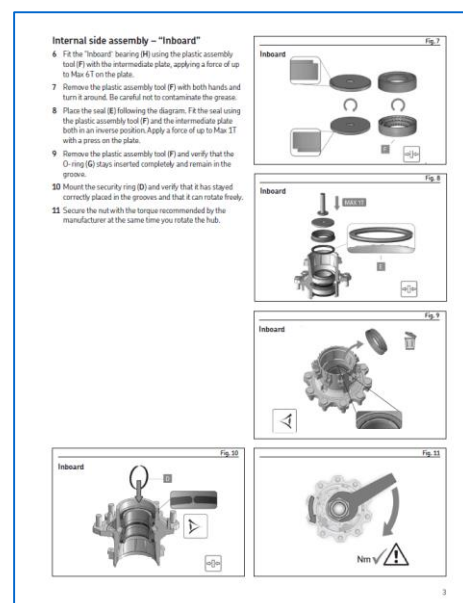 Internal side assembly – “Inboard”
6 Fit the "Inboard" bearing (H) using the plastic assembly
tool (F) with the intermediate plate, applying a force of up
to Max 6T on the plate.
7 Remove the plastic assembly tool (F) with both hands and
turn it around. Be careful not to contaminate the grease.
8 Place the seal (E) following the diagram. Fit the seal using
the plastic assembly tool (F) and the intermediate plate
both in an inverse position. Apply a force of up to Max 1T
with a press on the plate.
9 Remove the plastic assembly tool (F) and verify that the
O-ring (G) stays inserted completely and remain in the
groove.
10 Mount the security ring (D) and verify that it has stayed
correctly placed in the grooves and that it can rotate freely.
11 Secure the nut with the torque recommended by the
manufacturer at the same time you rotate the hub.
Fig. 7
Inboard
F
Fig. 8
Inboard
MAX 1T
E
Fig. 9
Inboard
Fig. 10
Inboard
D
Fig. 11
Nm
3